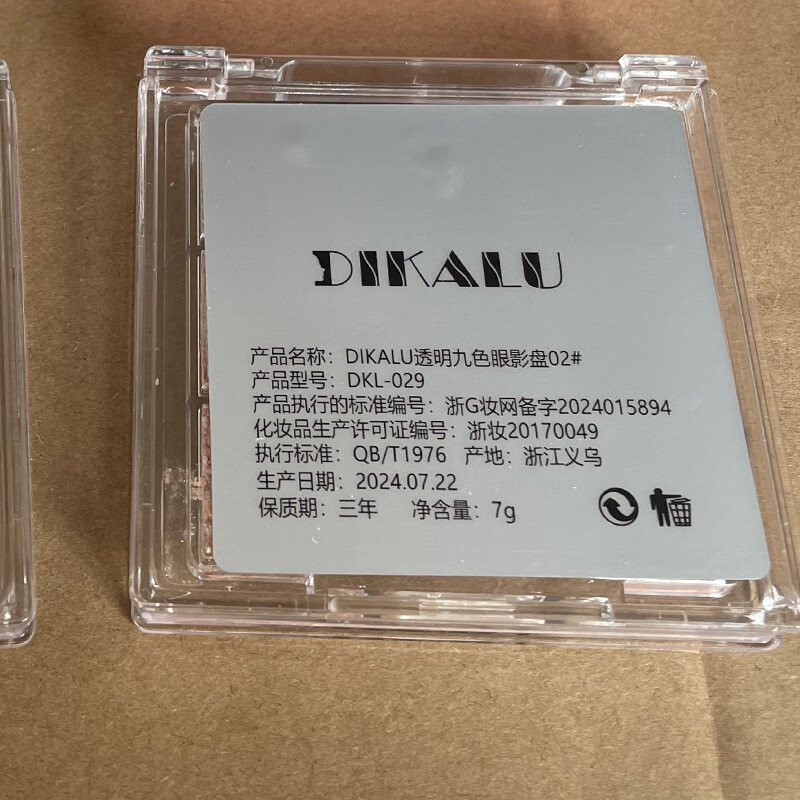 DIKALU
产品名称：DIKALU透明九色眼影盘02#
产品型号：DKL-029
产品执行的标准编号：浙G妆网备字2024015894
化妆品生产许可证编号：浙妆20170049
执行标准：QB/T1976 产地：浙江义乌
生产日期：2024.07.22
保质期：三年 净含量：7g